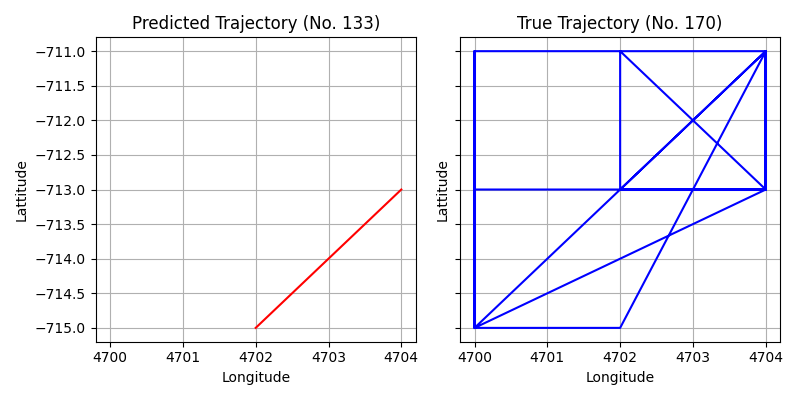 Predicted Trajectory (No. 133)
−711.0
−711.5
−712.0
−712.5
−713.0
−713.5
−714.0
−714.5
−715.0
Lattitude
4700 4701 4702 4703 4704
Longitude
True Trajectory (No. 170)
Lattitude
4700 4701 4702 4703 4704
Longitude